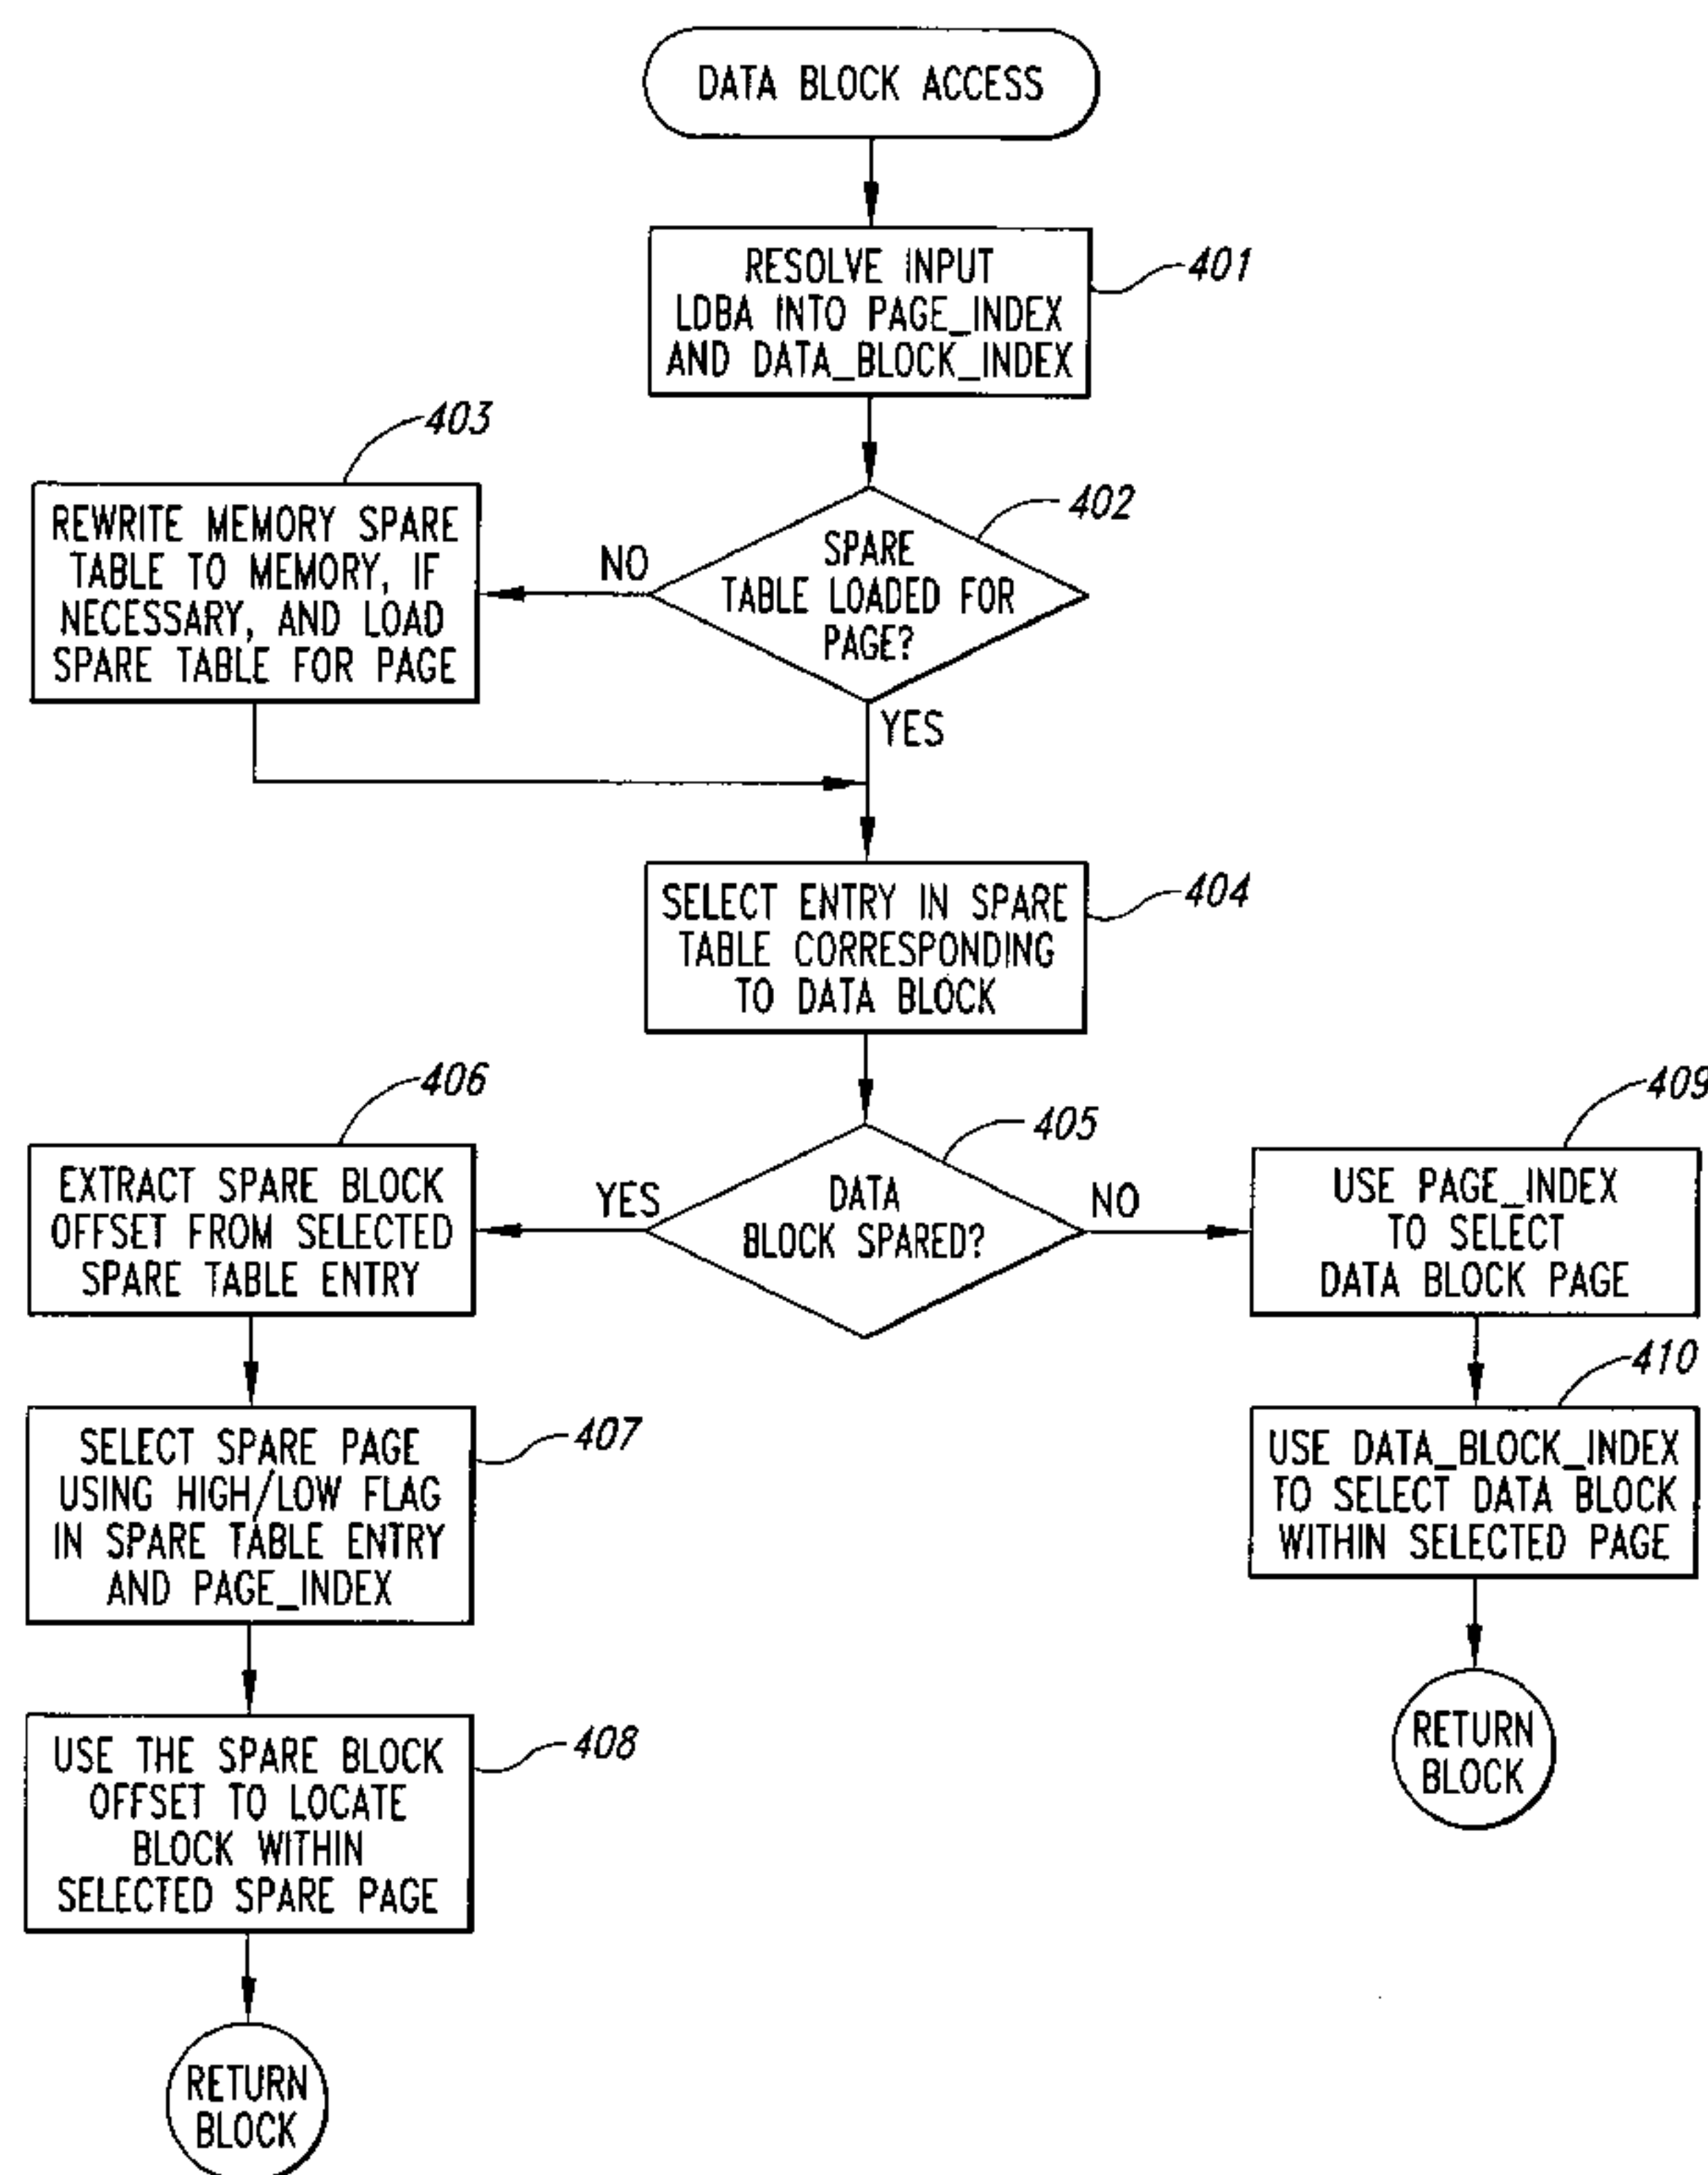 DATA BLOCK ACCESS
RESOLVE INPUT
LDBA INTO PAGE_INDEX
AND DATA_BLOCK_INDEX
401
403
REWRITE MEMORY SPARE
TABLE TO MEMORY, IF
NECESSARY, AND LOAD
SPARE TABLE FOR PAGE
NO
402
SPARE
TABLE LOADED FOR
PAGE?
YES
SELECT ENTRY IN SPARE
TABLE CORRESPONDING
TO DATA BLOCK
404
405
DATA
BLOCK SPARED?
YES
NO
406
EXTRACT SPARE BLOCK
OFFSET FROM SELECTED
SPARE TABLE ENTRY
409
USE PAGE_INDEX
TO SELECT
DATA BLOCK PAGE
407
SELECT SPARE PAGE
USING HIGH/LOW FLAG
IN SPARE TABLE ENTRY
AND PAGE_INDEX
410
USE DATA_BLOCK_INDEX
TO SELECT DATA BLOCK
WITHIN SELECTED PAGE
408
USE THE SPARE BLOCK
OFFSET TO LOCATE
BLOCK WITHIN
SELECTED SPARE PAGE
RETURN
BLOCK
RETURN
BLOCK